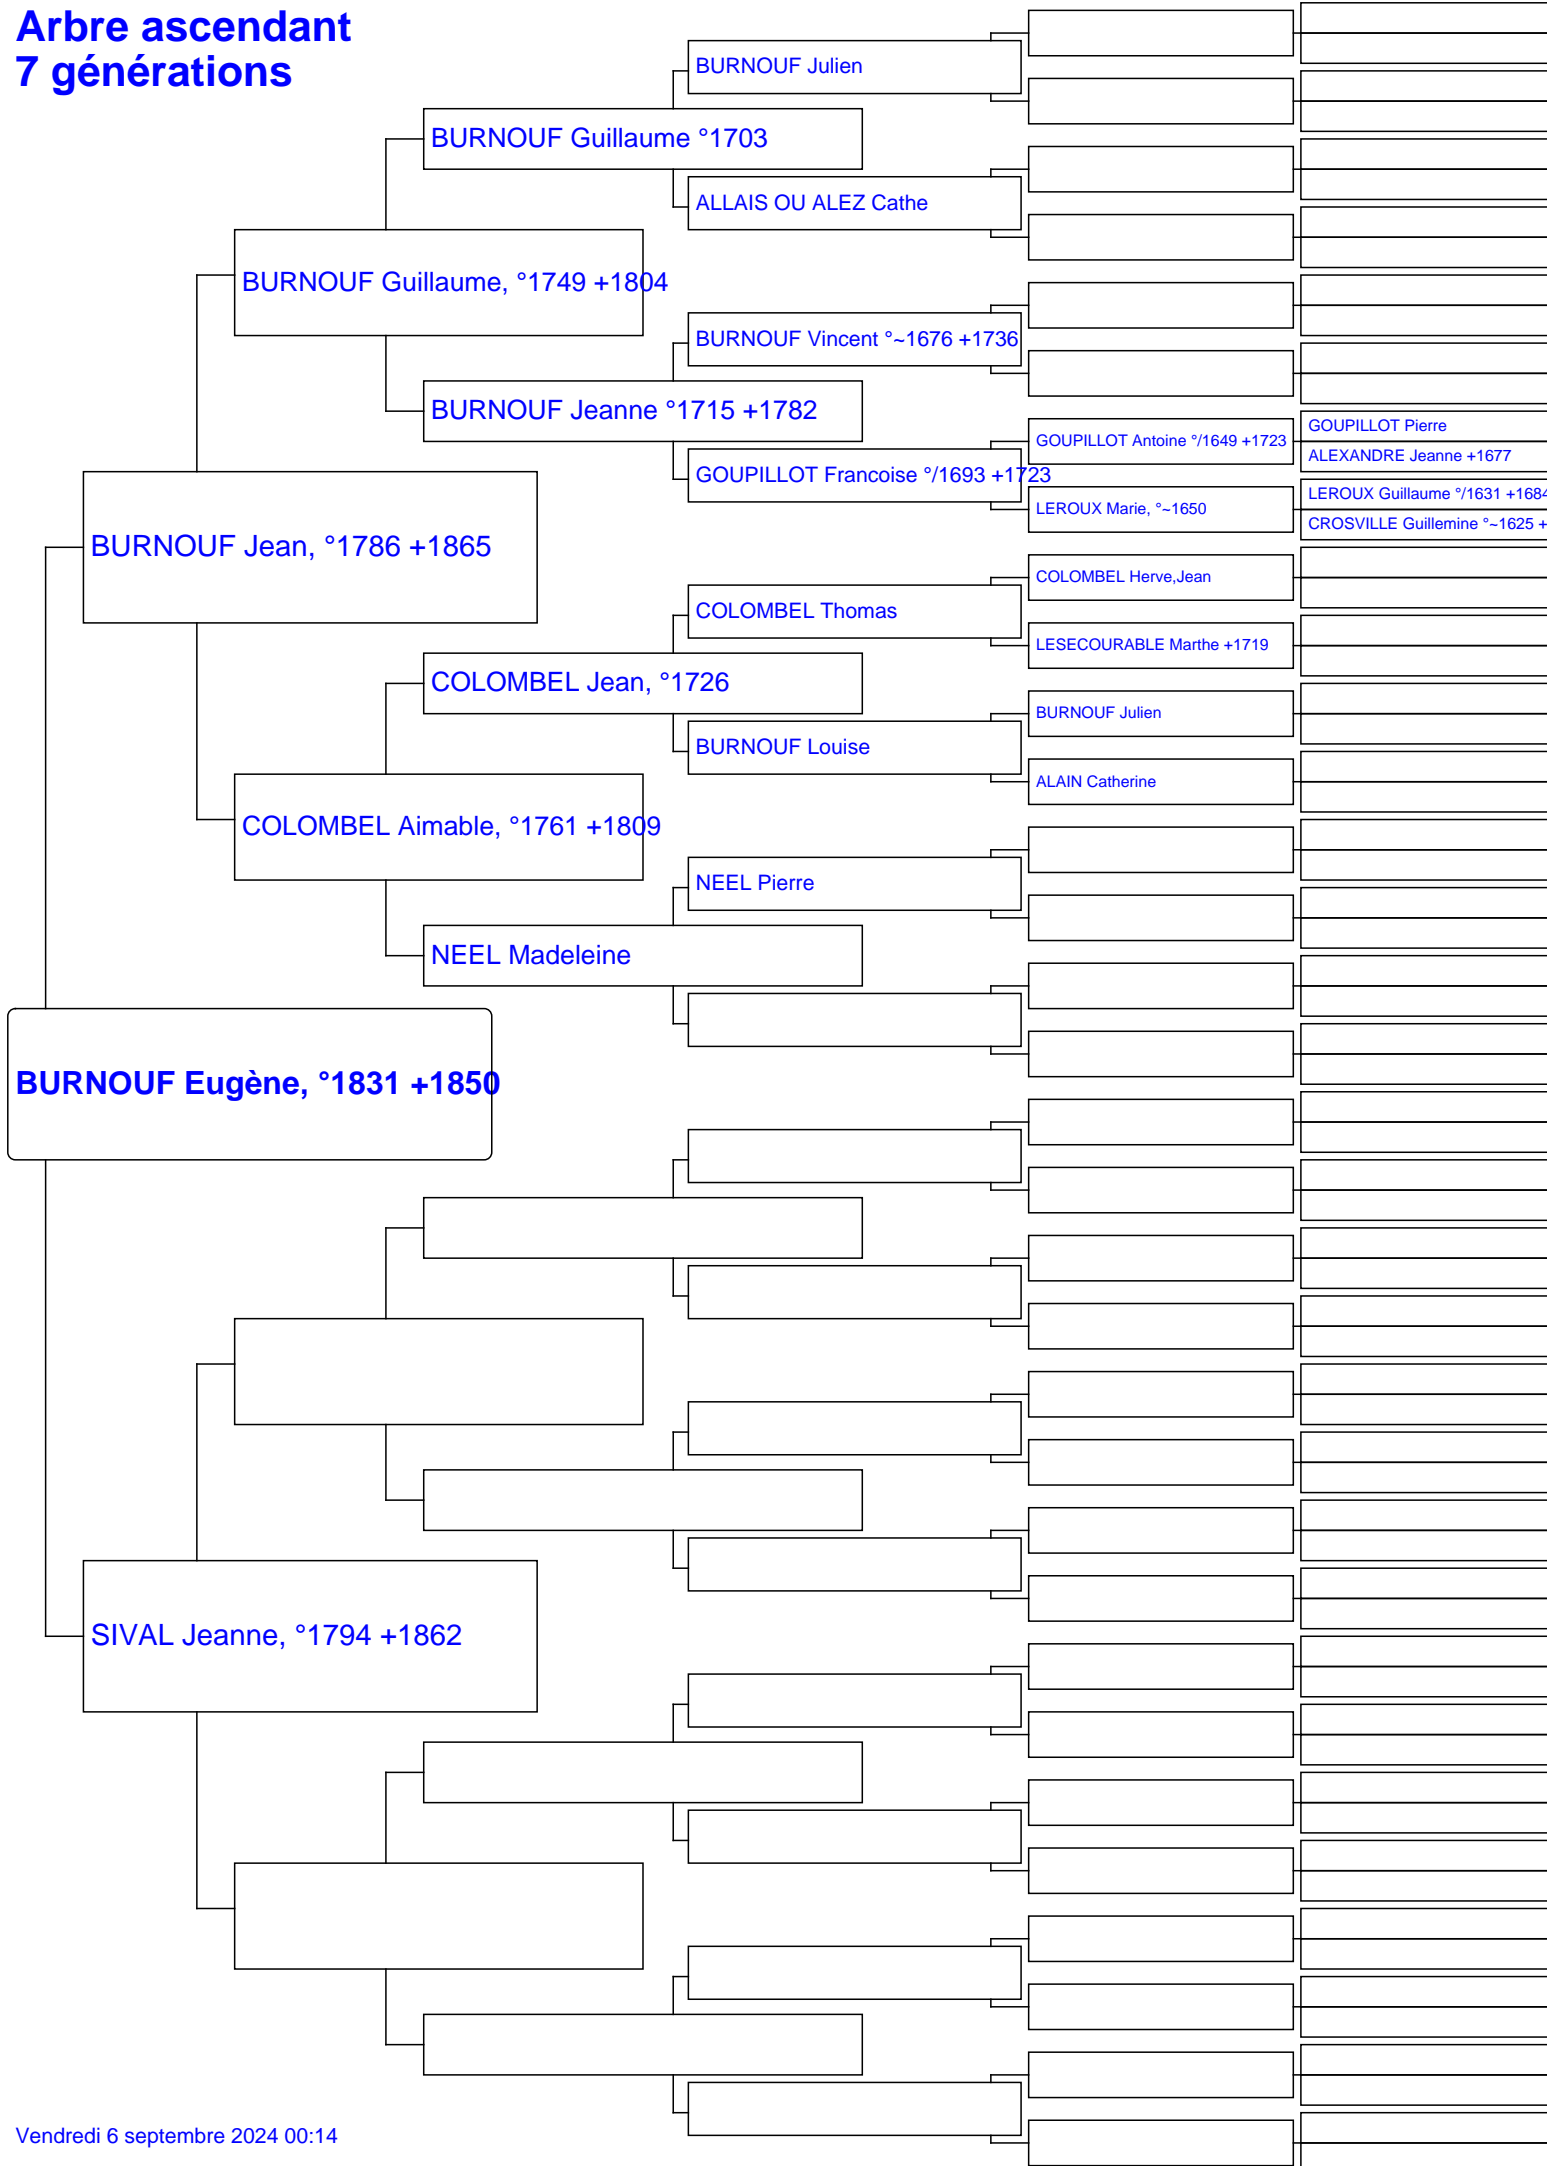 Arbre ascendant
7 générations
BURNOUF Julien
BURNOUF Guillaume °1703
ALLAIS OU ALEZ Cathe
BURNOUF Guillaume, °1749 +1804
BURNOUF Vincent °~1676 +1736
BURNOUF Jeanne °1715 +1782
GOUPILLOT Antoine °/1649 +1723
GOUPILLOT Pierre
ALEXANDRE Jeanne +1677
GOUPILLOT Francoise °/1693 +1723
LEROUX Marie, °~1650
LEROUX Guillaume °/1631 +1684
CROSVILLE Guillemine °~1625 +
BURNOUF Jean, °1786 +1865
COLOMBEL Herve,Jean
COLOMBEL Thomas
LESECOURABLE Marthe +1719
COLOMBEL Jean, °1726
BURNOUF Julien
BURNOUF Louise
ALAIN Catherine
COLOMBEL Aimable, °1761 +1809
NEEL Pierre
NEEL Madeleine
BURNOUF Eugène, °1831 +1850
SIVAL Jeanne, °1794 +1862
Vendredi 6 septembre 2024 00:14